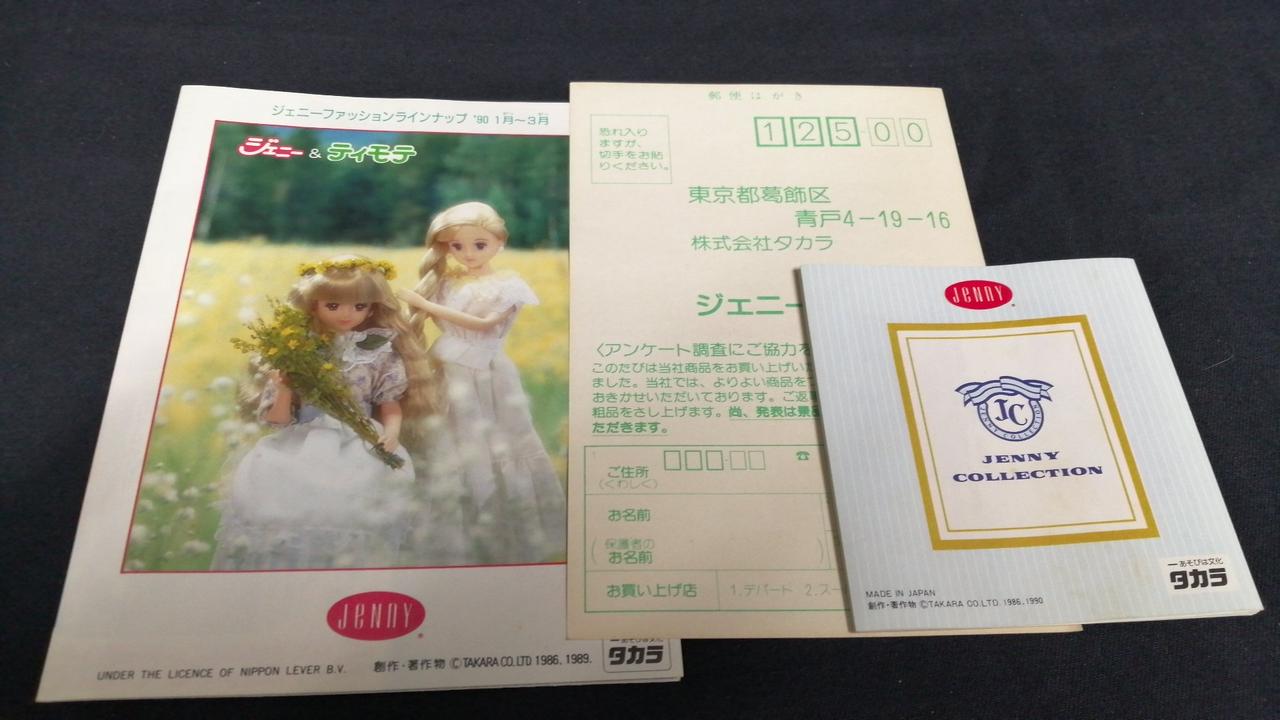 ジェニーファッションラインナップ '90 1月〜3月
ジェニー & ティモテ
JENNY
UNDER THE LICENCE OF NIPPON LEVER B.V.
創作・著作物 ©TAKARA CO.LTD 1986, 1989.
タカラ
郵便はがき
恐れ入り
ますが、
切手をお貼
りください。
125-00
東京都葛飾区
青戸4-19-16
株式会社タカラ
ジェニー
〈アンケート調査にご協力を
このたびは当社商品をお買い上げい
ました。当社では、よりよい商品を
おきかせいただいております。ご返
粗品をさし上げます。尚、発表は景品
ただきます。
ご住所
(くわしく)
☎
お名前
(保護者の
お名前)
お買い上げ店
1.デパート 2.スー
JENNY
JC
JENNY COLLECTION
JENNY
COLLECTION
MADE IN JAPAN
創作・著作物 ©TAKARA CO.LTD. 1986, 1990
あそびは文化
タカラ